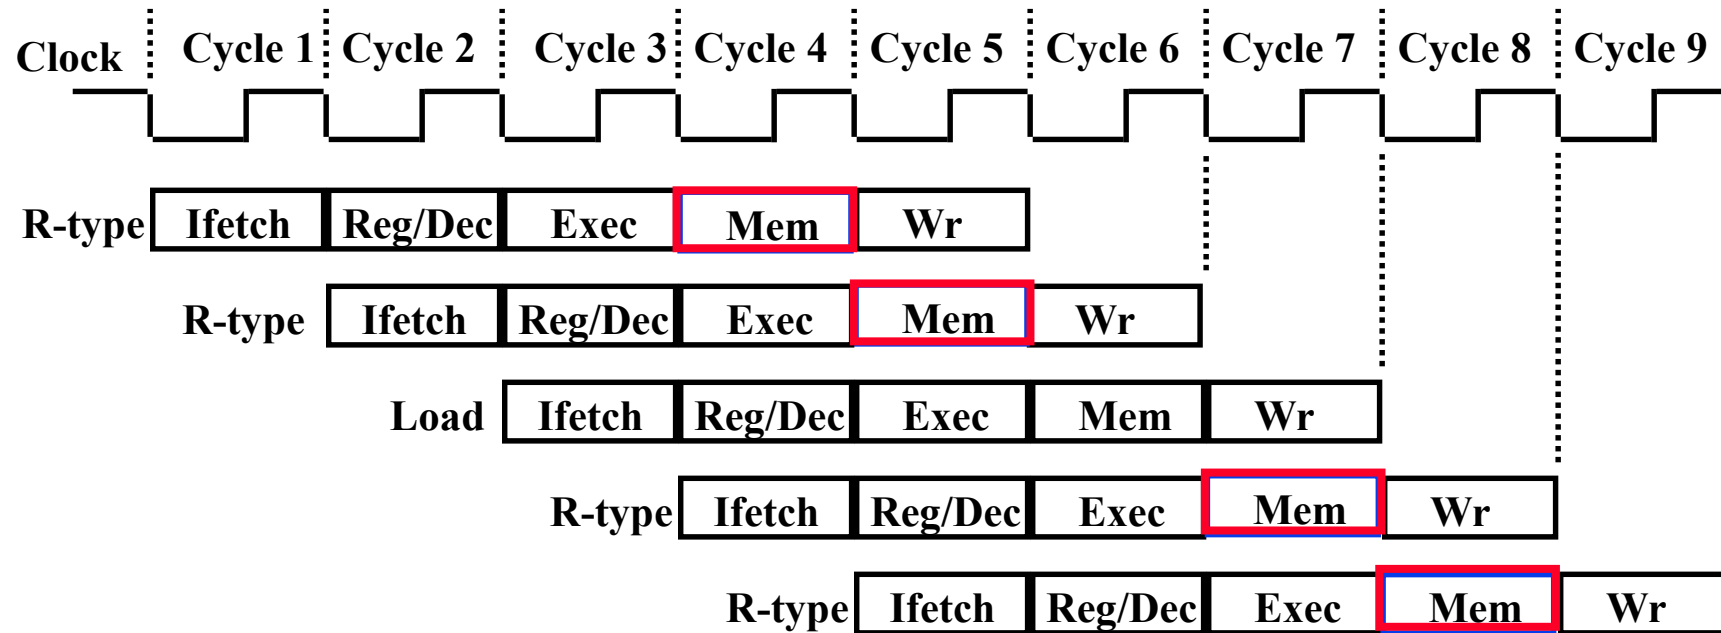 Clock Cycle 1 Cycle 2 Cycle 3 Cycle 4 Cycle 5 Cycle 6 Cycle 7 Cycle 8 Cycle 9
R-type Ifetch Reg/Dec Exec Mem Wr
R-type Ifetch Reg/Dec Exec Mem Wr
Load Ifetch Reg/Dec Exec Mem Wr
R-type Ifetch Reg/Dec Exec Mem Wr
R-type Ifetch Reg/Dec Exec Mem Wr